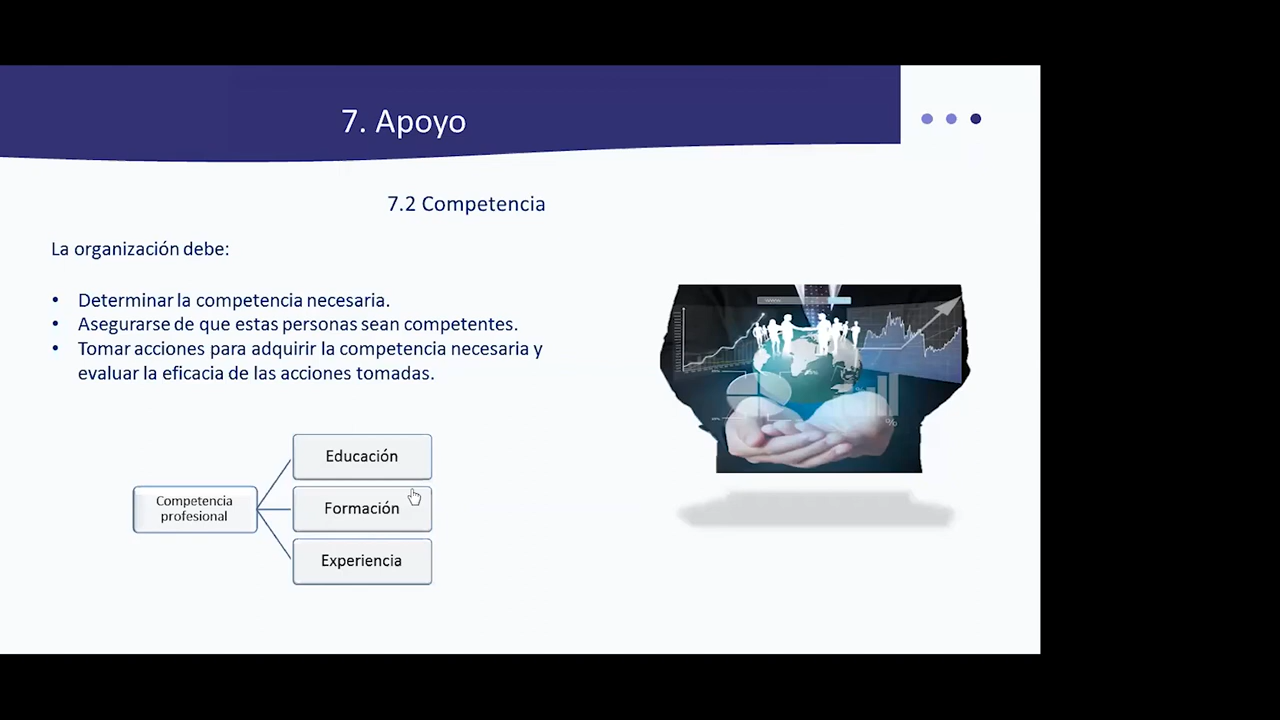 7. Apoyo
7.2 Competencia
La organización debe:
• Determinar la competencia necesaria.
• Asegurarse de que estas personas sean competentes.
• Tomar acciones para adquirir la competencia necesaria y
evaluar la eficacia de las acciones tomadas.
Competencia
profesional
Educación
Formación
Experiencia